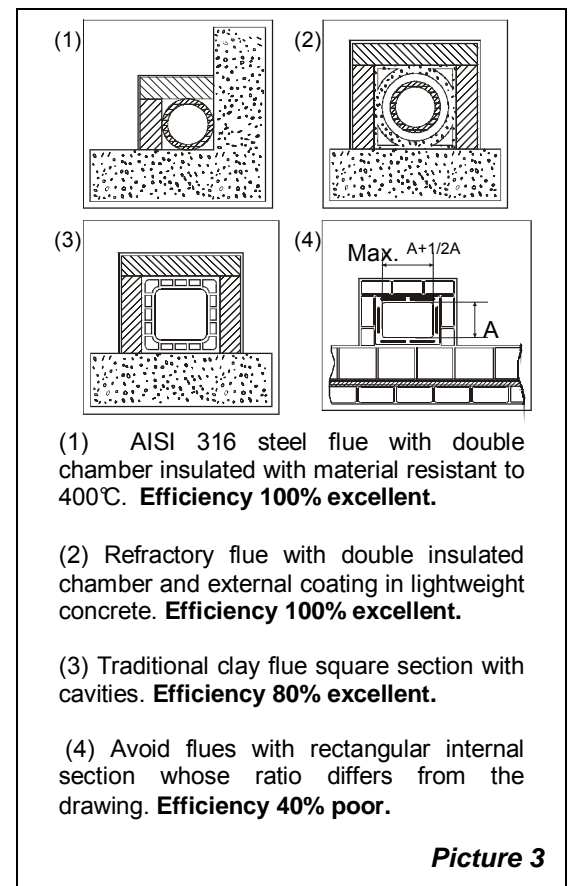 (1)
(2)
(3)
(4)
Max. A+1/2A
A
(1) AISI 316 steel flue with double
chamber insulated with material resistant to
400℃. Efficiency 100% excellent.
(2) Refractory flue with double insulated
chamber and external coating in lightweight
concrete. Efficiency 100% excellent.
(3) Traditional clay flue square section with
cavities. Efficiency 80% excellent.
(4) Avoid flues with rectangular internal
section whose ratio differs from the
drawing. Efficiency 40% poor.
Picture 3